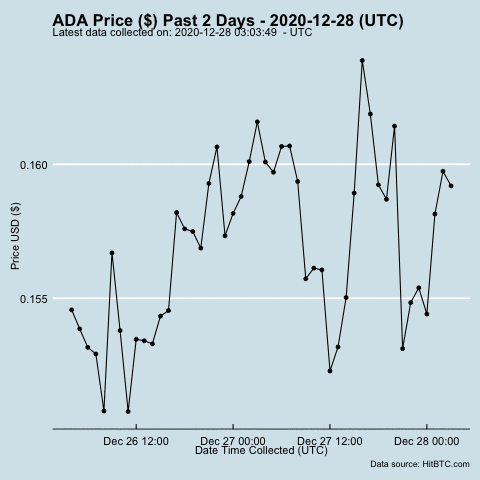 ADA Price ($) Past 2 Days - 2020-12-28 (UTC)
Latest data collected on: 2020-12-28 03:03:49 - UTC
0.160
Price USD ($)
0.155
Dec 26 12:00 Dec 27 00:00 Dec 27 12:00 Dec 28 00:00
Date Time Collected (UTC)
Data source: HitBTC.com